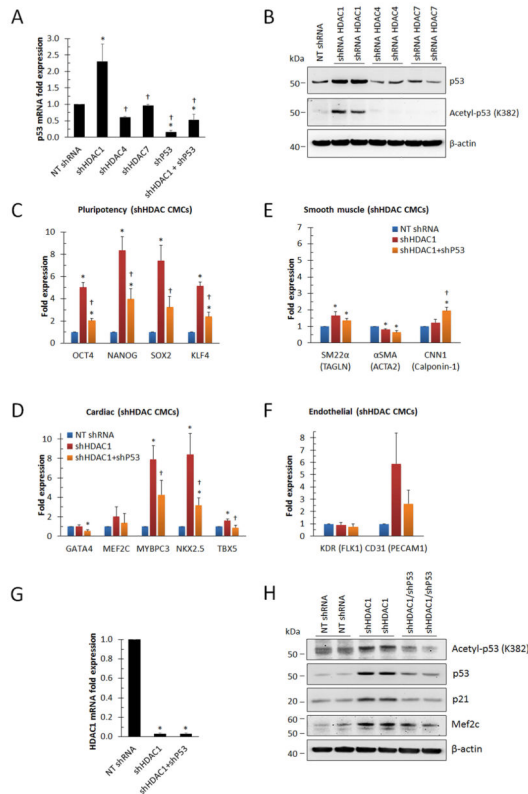 A
p53 mRNA fold expression
3.0
2.5
2.0
1.5
1.0
0.5
0.0
*
†
†
†
*
†
*
NT shRNA
shHDAC1
shHDAC4
shHDAC7
shP53
shHDAC1 + shP53
B
NT shRNA
shRNA HDAC1
shRNA HDAC1
shRNA HDAC4
shRNA HDAC4
shRNA HDAC7
shRNA HDAC7
kDa
50
p53
50
Acetyl-p53 (K382)
40
β-actin
C
Pluripotency (shHDAC CMCs)
Fold expression
10
8
6
4
2
0
*
†
*
*
†
*
*
†
*
†
*
OCT4 NANOG SOX2 KLF4
E
Smooth muscle (shHDAC CMCs)
NT shRNA
shHDAC1
shHDAC1+shP53
Fold expression
7
6
5
4
3
2
1
0
* *
* *
†
*
SM22α αSMA CNN1
(TAGLN) (ACTA2) (Calponin-1)
D
Cardiac (shHDAC CMCs)
NT shRNA
shHDAC1
shHDAC1+shP53
Fold expression
10
8
6
4
2
0
*
*
†
*
†
*
*
†
GATA4 MEF2C MYBPC3 NKX2.5 TBX5
F
Endothelial (shHDAC CMCs)
Fold expression
10
8
6
4
2
0
KDR (FLK1) CD31 (PECAM1)
G
HDAC1 mRNA fold expression
1.0
0.8
0.6
0.4
0.2
0.0
* *
NT shRNA
shHDAC1
shHDAC1+shP53
H
NT shRNA
NT shRNA
shHDAC1
shHDAC1
shHDAC1/shP53
shHDAC1/shP53
kDa
50
Acetyl-p53 (K382)
50
p53
20
p21
60
50
Mef2c
40
β-actin